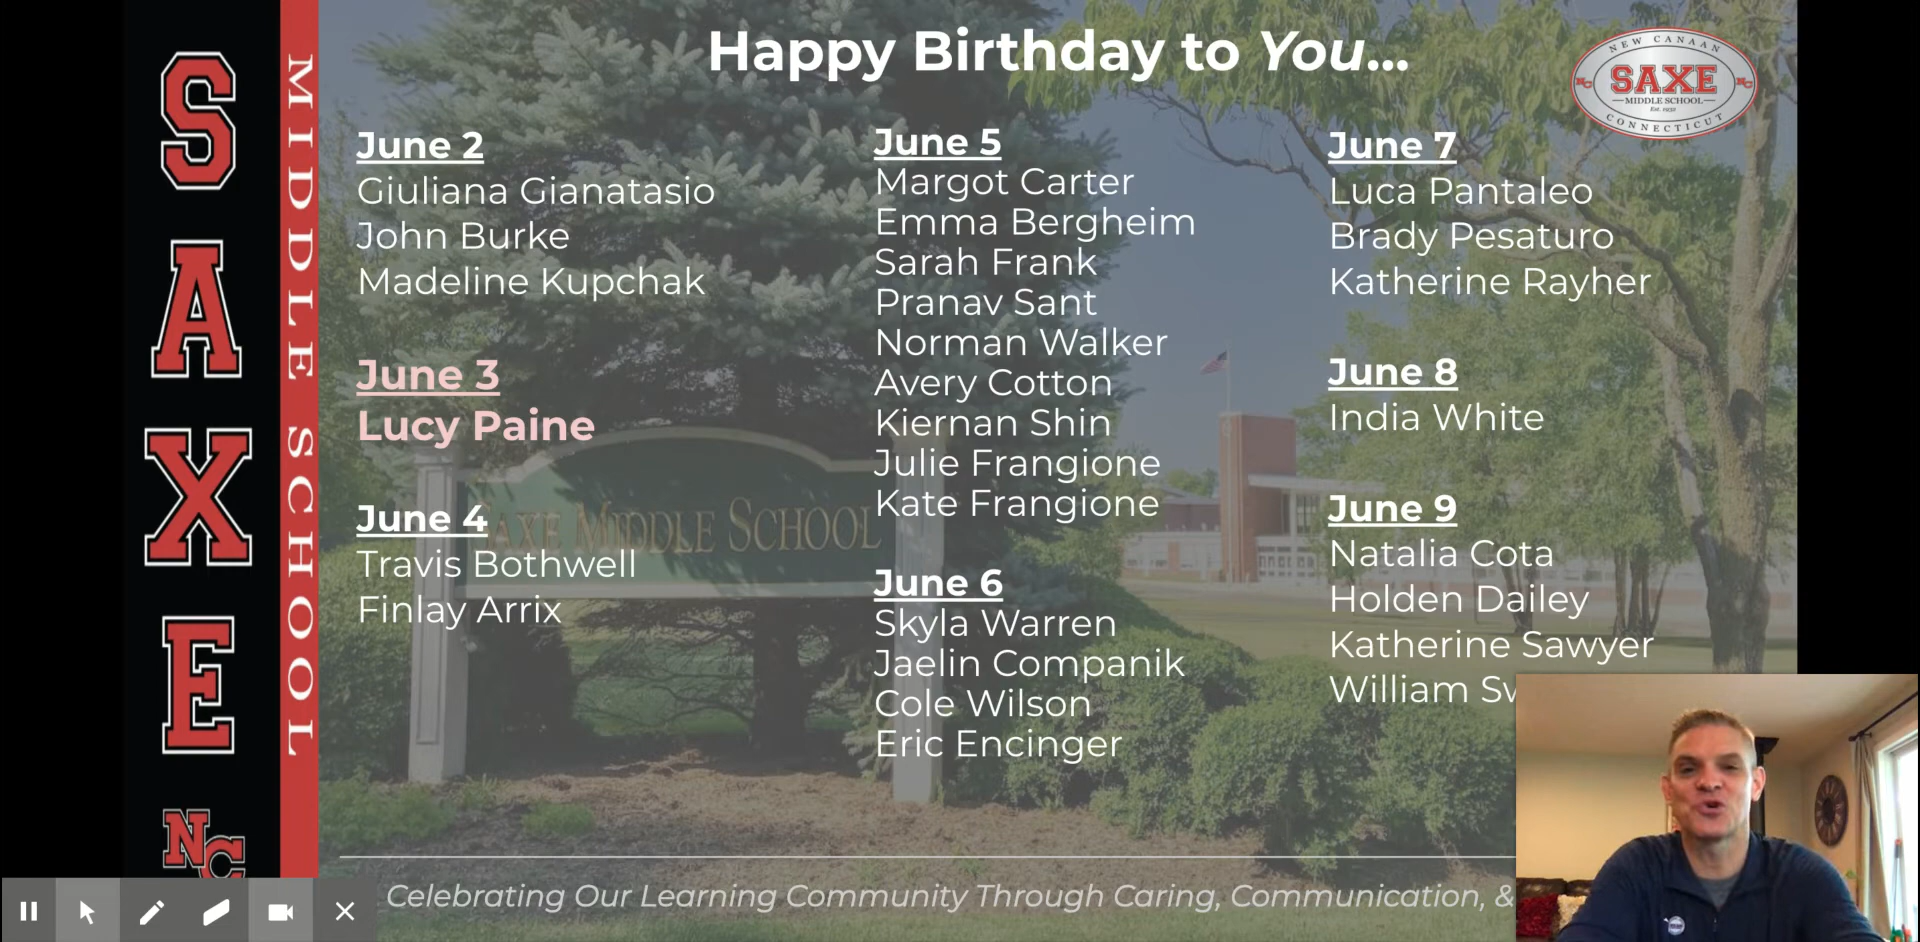 SAXE
NC
MIDDLE SCHOOL
Happy Birthday to You...
NEW CANAAN
NC SAXE NC
MIDDLE SCHOOL
Est. 1957
CONNECTICUT
June 2
Giuliana Gianatasio
John Burke
Madeline Kupchak
June 3
Lucy Paine
June 4
Travis Bothwell
Finlay Arrix
June 5
Margot Carter
Emma Bergheim
Sarah Frank
Pranav Sant
Norman Walker
Avery Cotton
Kiernan Shin
Julie Frangione
Kate Frangione
June 6
Skyla Warren
Jaelin Companik
Cole Wilson
Eric Encinger
June 7
Luca Pantaleo
Brady Pesaturo
Katherine Rayher
June 8
India White
June 9
Natalia Cota
Holden Dailey
Katherine Sawyer
William
SAXE MIDDLE SCHOOL
Celebrating Our Learning Community Through Caring, Communication, &